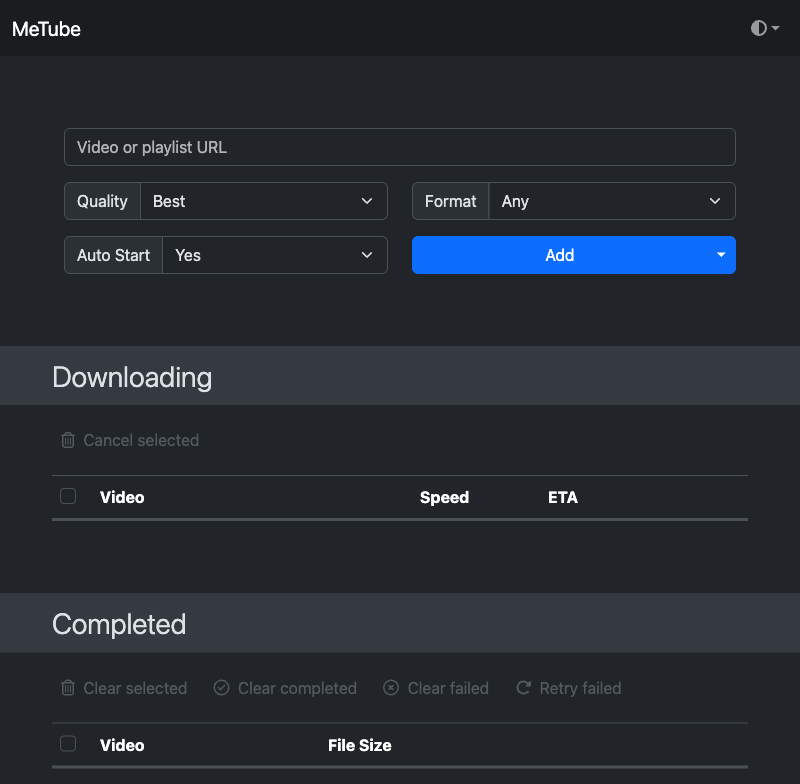 MeTube
Video or playlist URL
Quality Best Format Any
Auto Start Yes Add
Downloading
Cancel selected
Video Speed ETA
Completed
Clear selected Clear completed Clear failed Retry failed
Video File Size